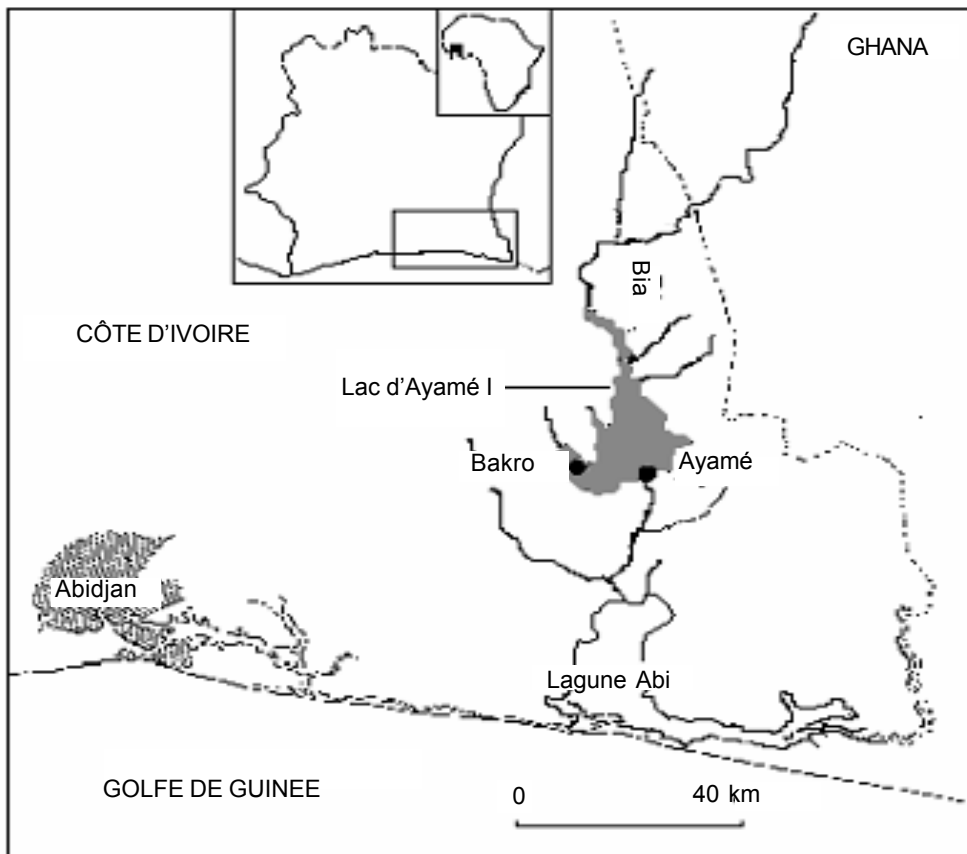 GHANA
Bia
CÔTE D'IVOIRE
Lac d'Ayamé I
Bakro
Ayamé
Abidjan
Lagune Abi
GOLFE DE GUINEE
0 40 km